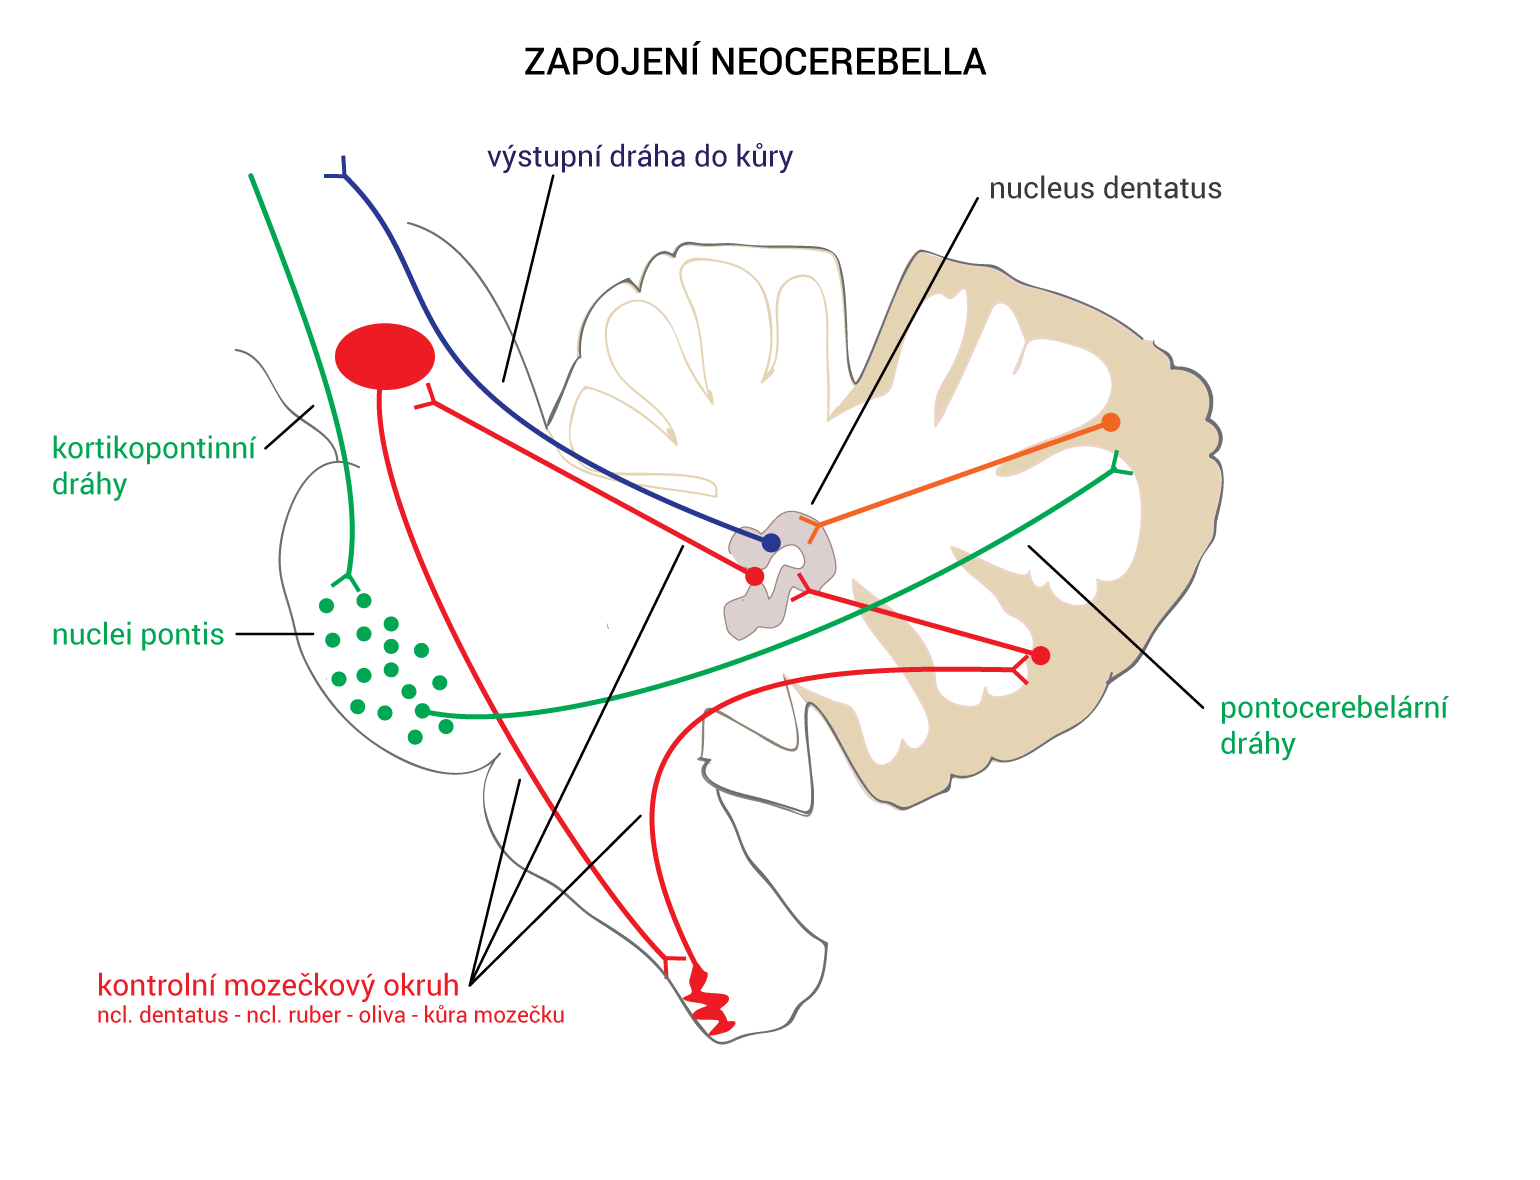 ZAPOJENÍ NEOCEREBELLA
výstupní dráha do kůry
nucleus dentatus
kortikopontinní
dráhy
nuclei pontis
pontocerebelární
dráhy
kontrolní mozečkový okruh
ncl. dentatus - ncl. ruber - oliva - kůra mozečku